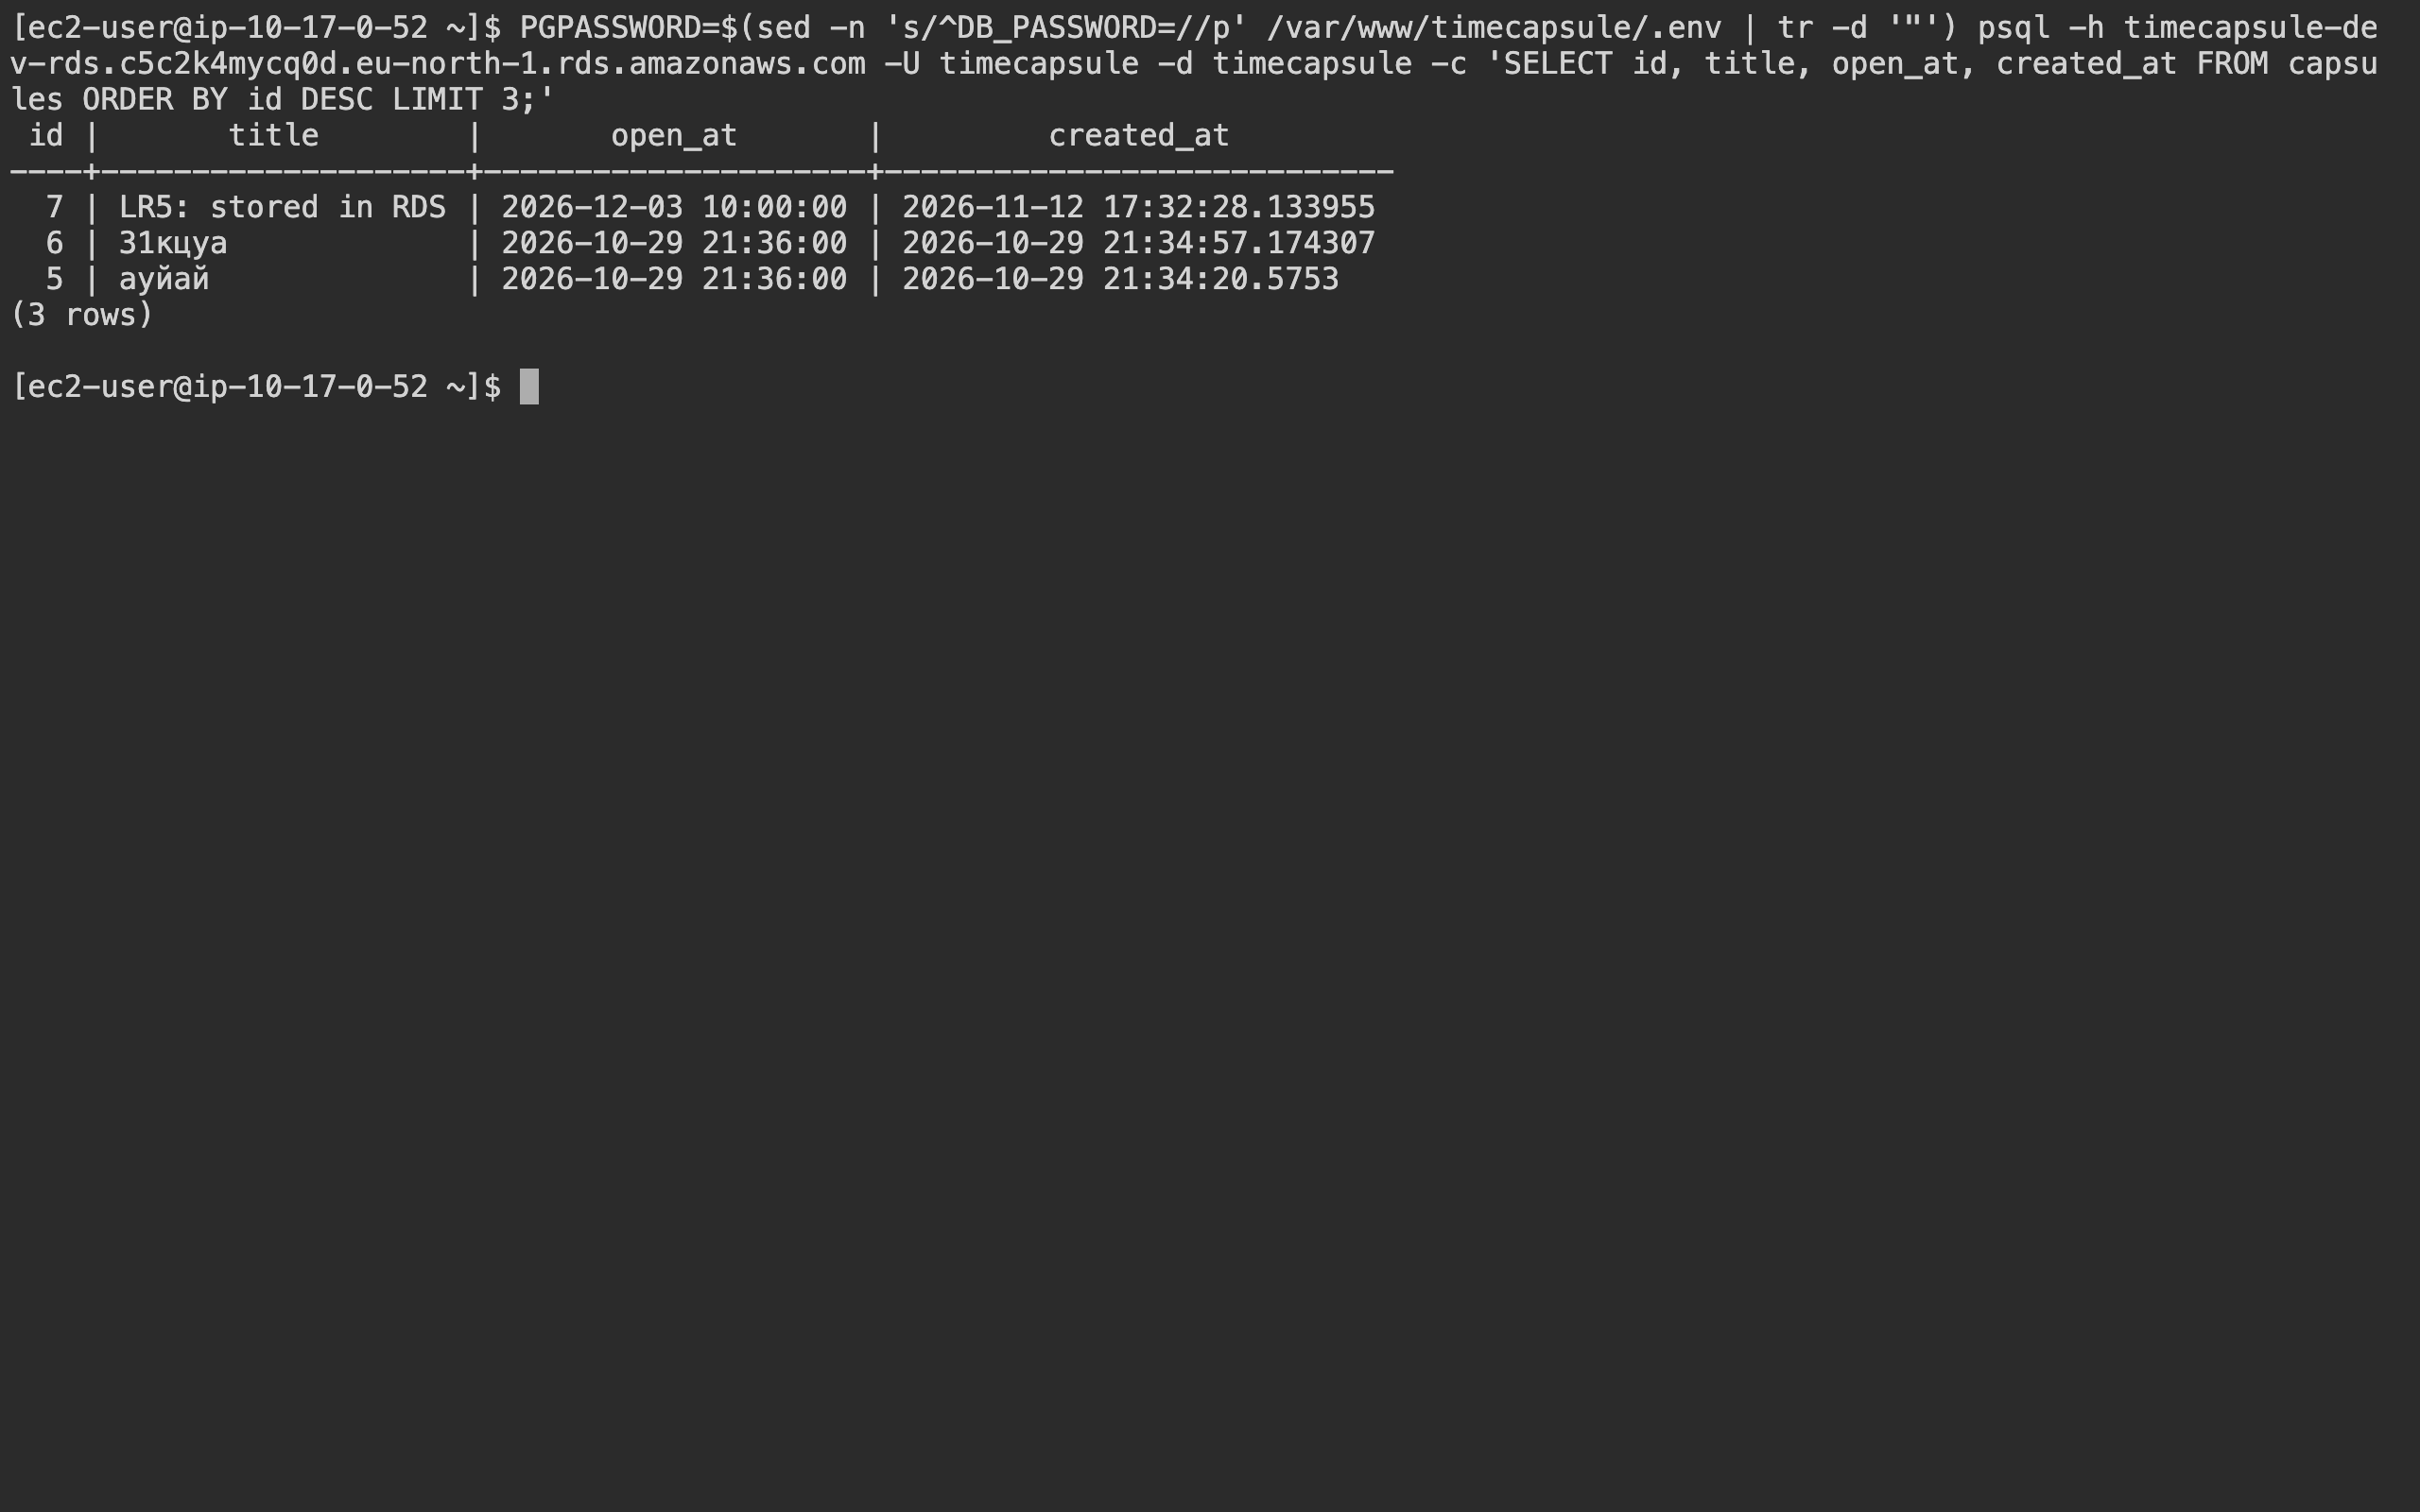 [ec2-user@ip-10-17-0-52 ~]$ PGPASSWORD=$(sed -n 's/^DB_PASSWORD=//p' /var/www/timecapsule/.env | tr -d '"') psql -h timecapsule-de
v-rds.c5c2k4mycq0d.eu-north-1.rds.amazonaws.com -U timecapsule -d timecapsule -c 'SELECT id, title, open_at, created_at FROM capsu
les ORDER BY id DESC LIMIT 3;'
 id |       title        |       open_at       |         created_at
----+--------------------+---------------------+----------------------------
  7 | LR5: stored in RDS | 2026-12-03 10:00:00 | 2026-11-12 17:32:28.133955
  6 | 31кцуа             | 2026-10-29 21:36:00 | 2026-10-29 21:34:57.174307
  5 | ауйай              | 2026-10-29 21:36:00 | 2026-10-29 21:34:20.5753
(3 rows)
[ec2-user@ip-10-17-0-52 ~]$